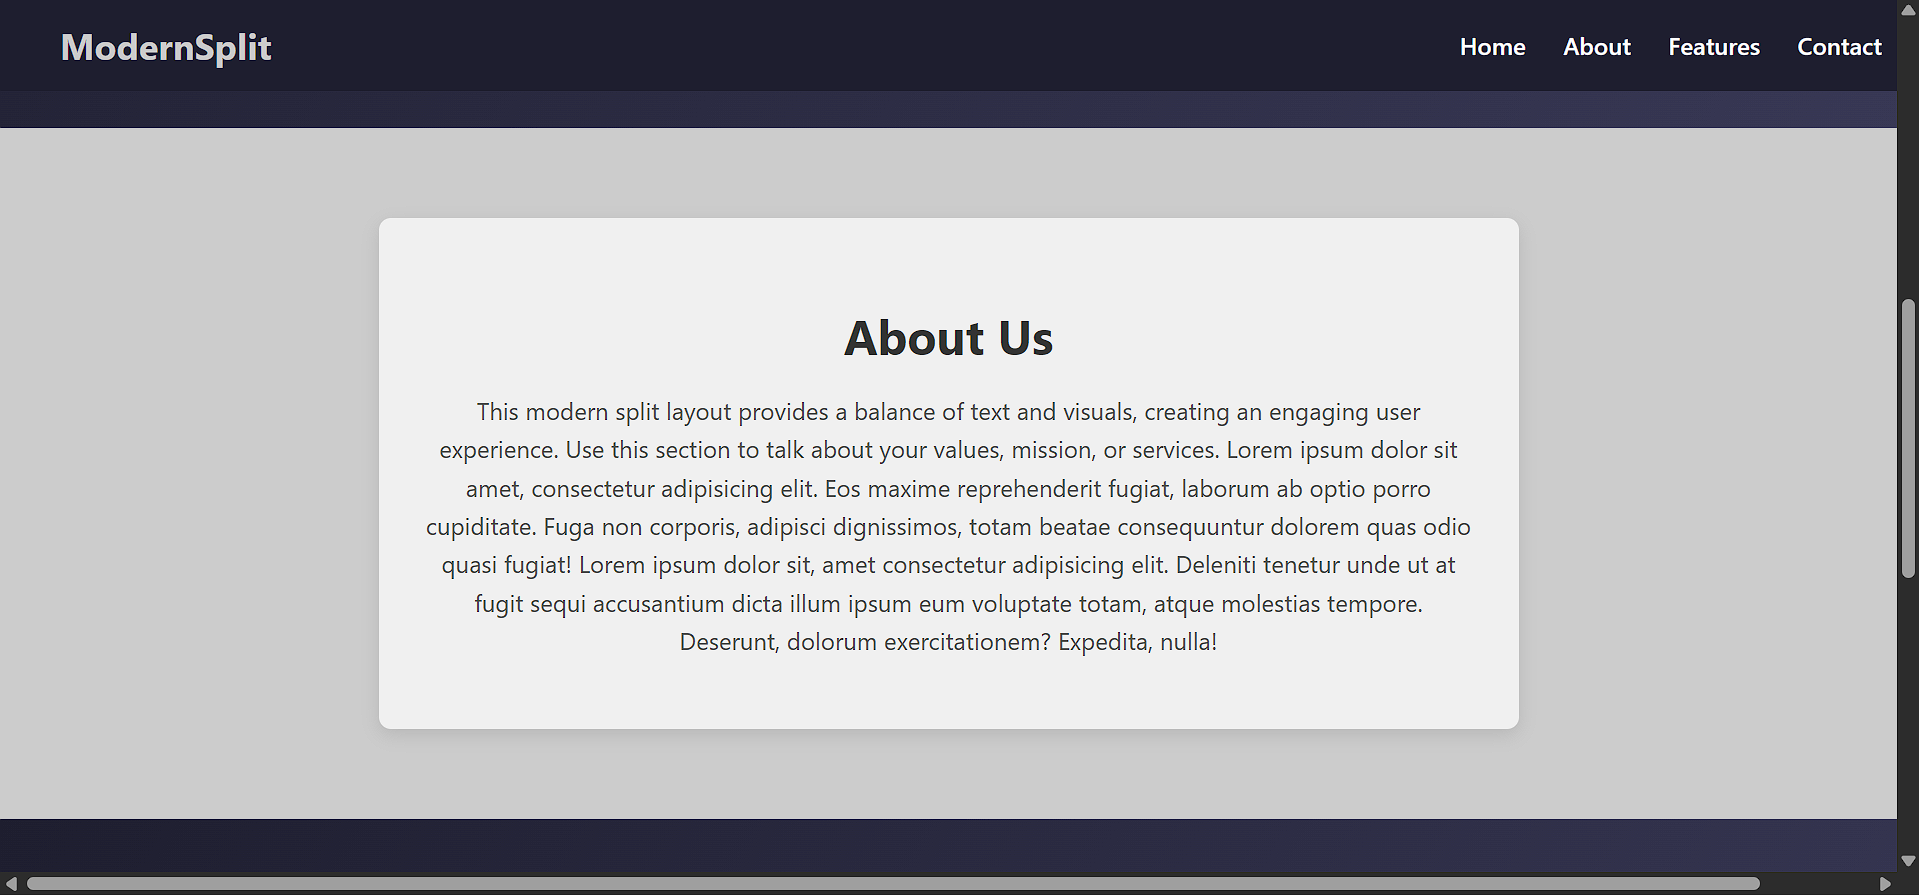 ModernSplit
Home About Features Contact
About Us
This modern split layout provides a balance of text and visuals, creating an engaging user
experience. Use this section to talk about your values, mission, or services. Lorem ipsum dolor sit
amet, consectetur adipisicing elit. Eos maxime reprehenderit fugiat, laborum ab optio porro
cupiditate. Fuga non corporis, adipisci dignissimos, totam beatae consequuntur dolorem quas odio
quasi fugiat! Lorem ipsum dolor sit, amet consectetur adipisicing elit. Deleniti tenetur unde ut at
fugit sequi accusantium dicta illum ipsum eum voluptate totam, atque molestias tempore.
Deserunt, dolorum exercitationem? Expedita, nulla!